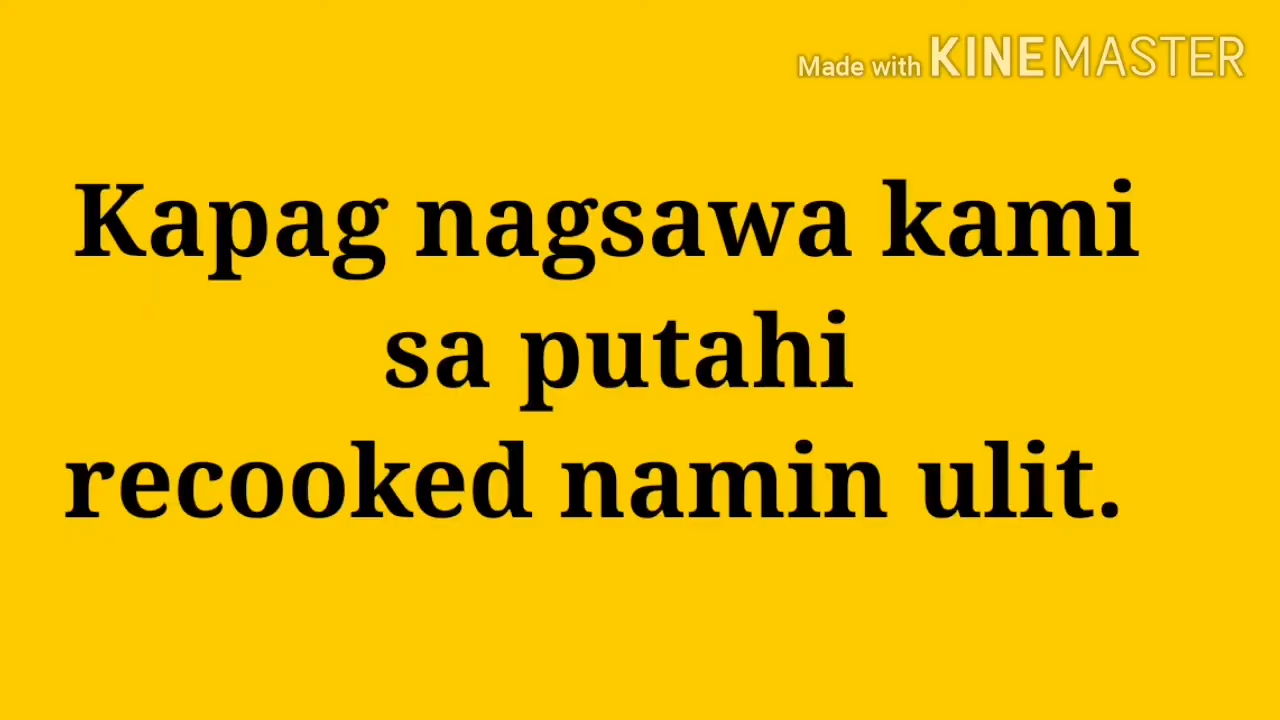 Made with KINEMASTER
Kapag nagsawa kami
sa putahi
recooked namin ulit.